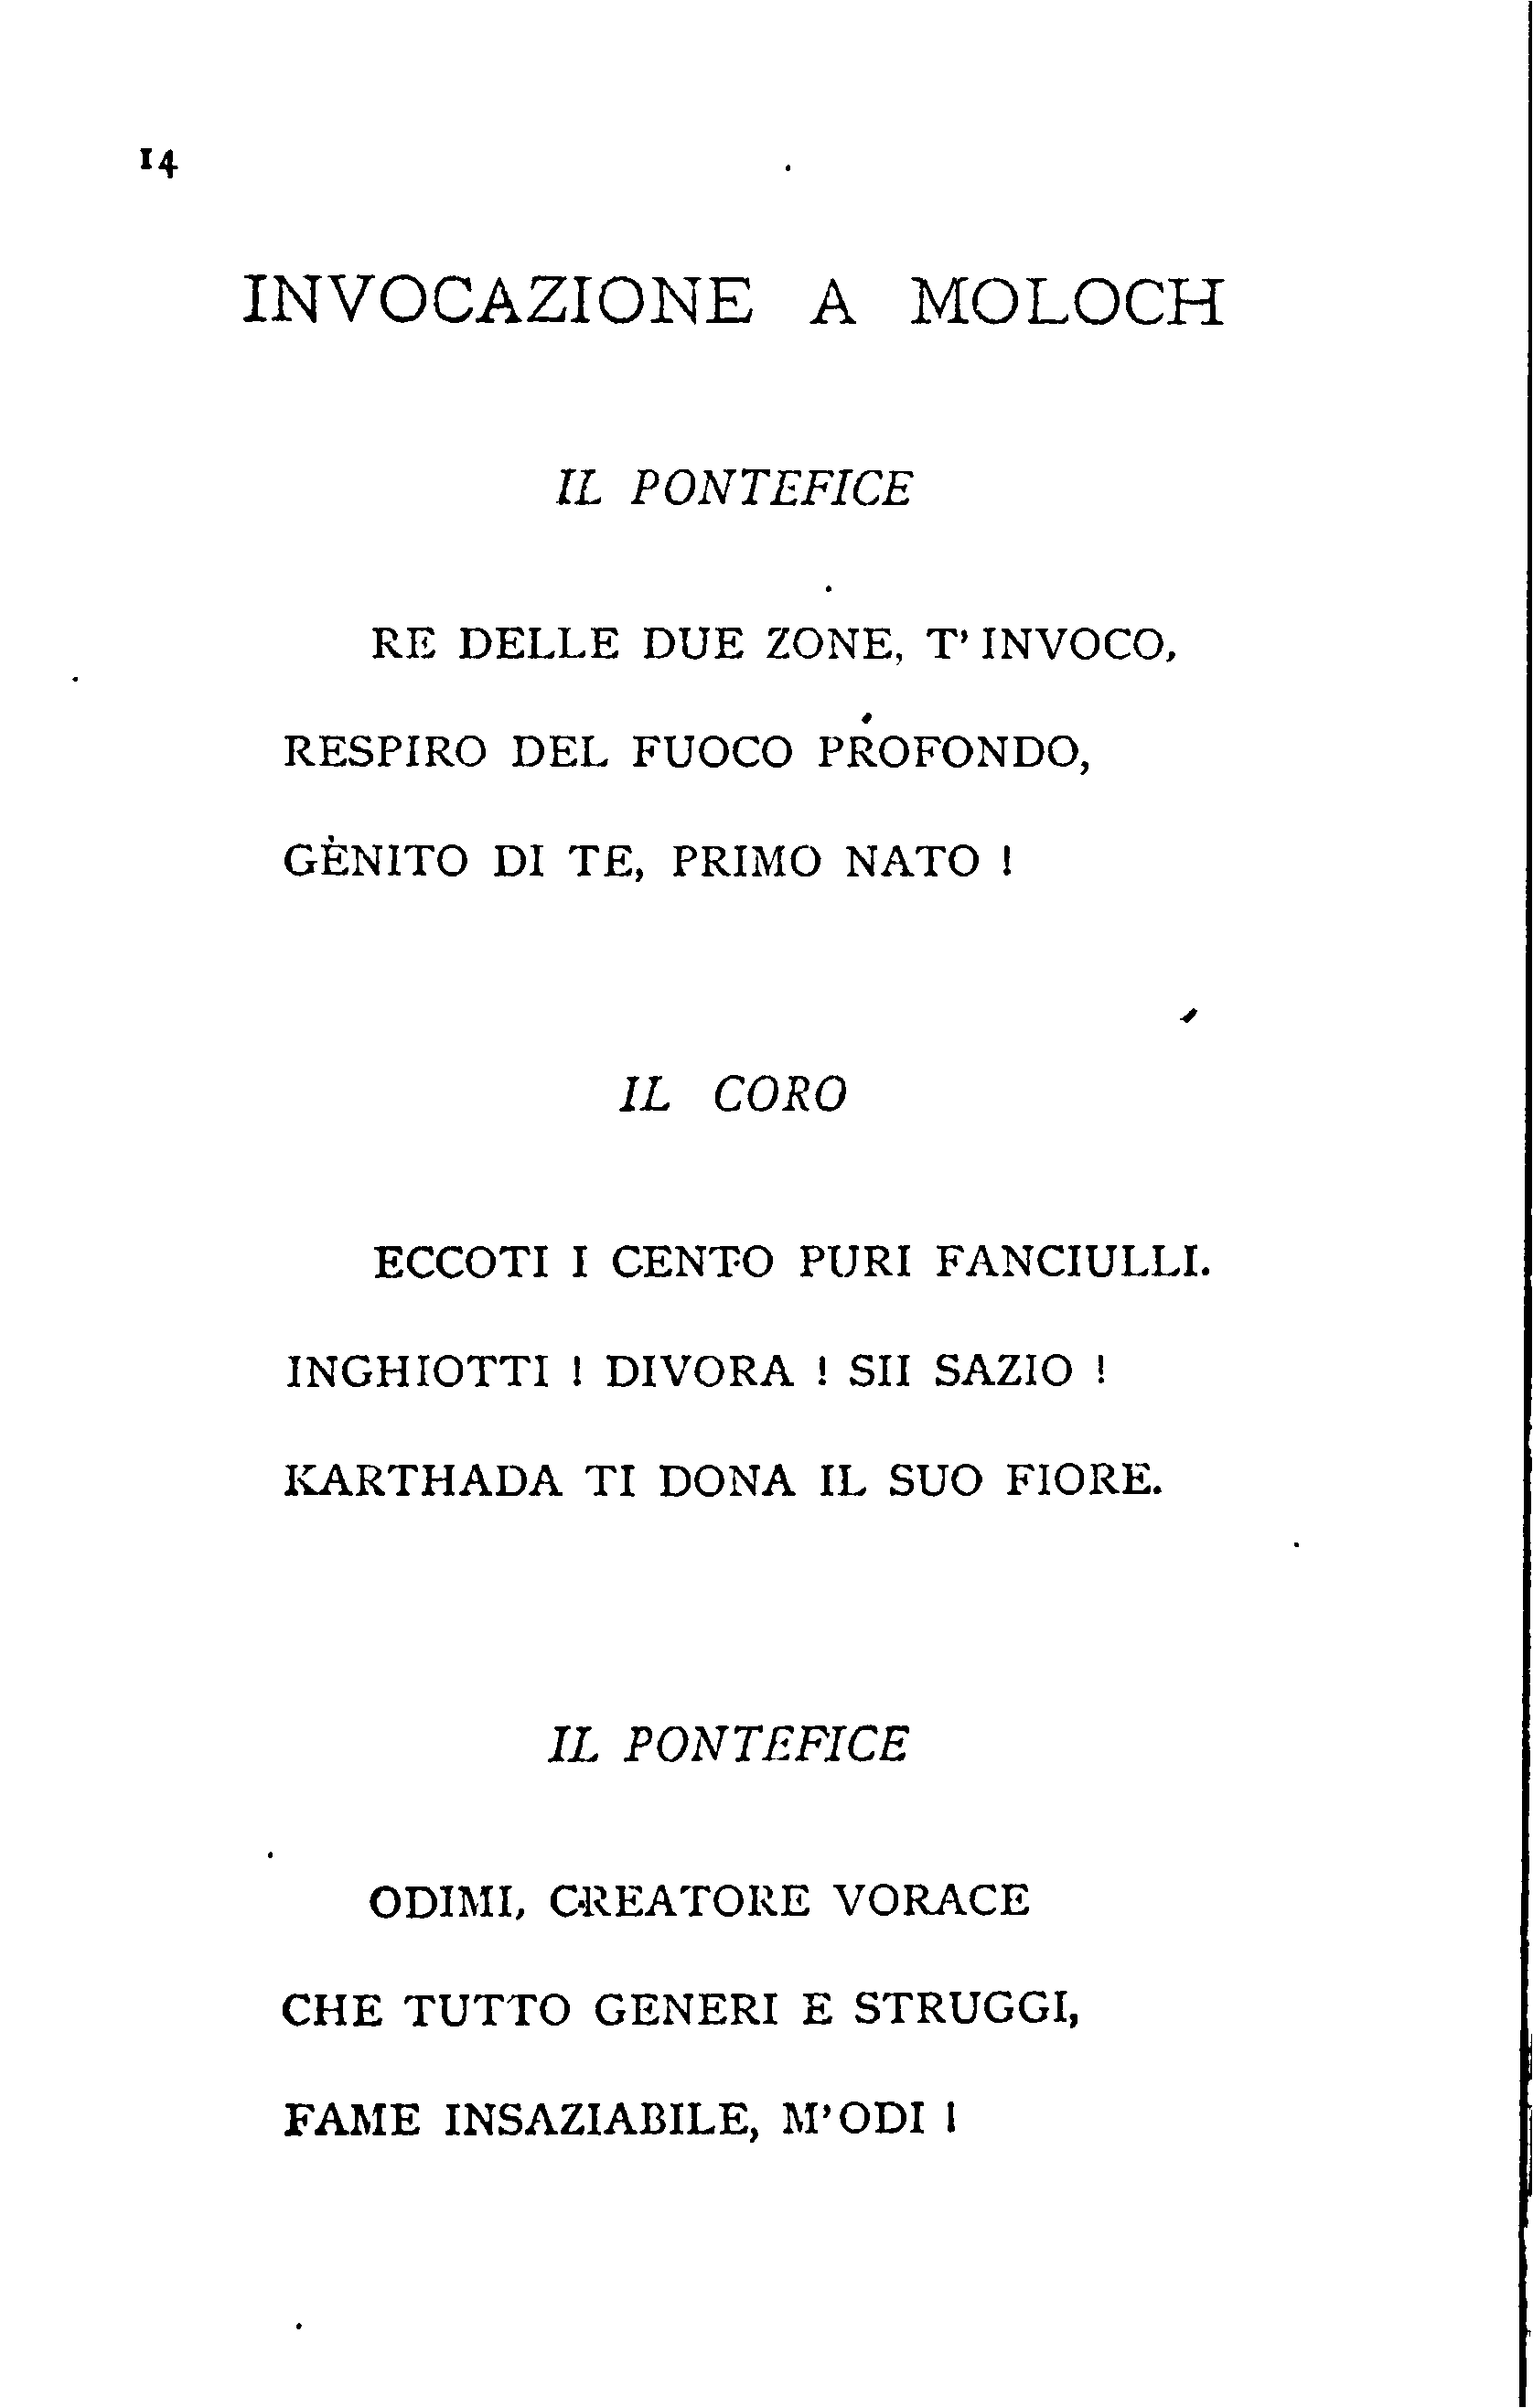 14
INVOCAZIONE A MOLOCH
IL PONTEFICE
RE DELLE DUE ZONE, T' INVOCO,
RESPIRO DEL FUOCO PROFONDO,
GÈNITO DI TE, PRIMO NATO !
IL CORO
ECCOTI I CENTO PURI FANCIULLI.
INGHIOTTI ! DIVORA ! SII SAZIO !
KARTHADA TI DONA IL SUO FIORE.
IL PONTEFICE
ODIMI, CREATORE VORACE
CHE TUTTO GENERI E STRUGGI,
FAME INSAZIABILE, M'ODI !